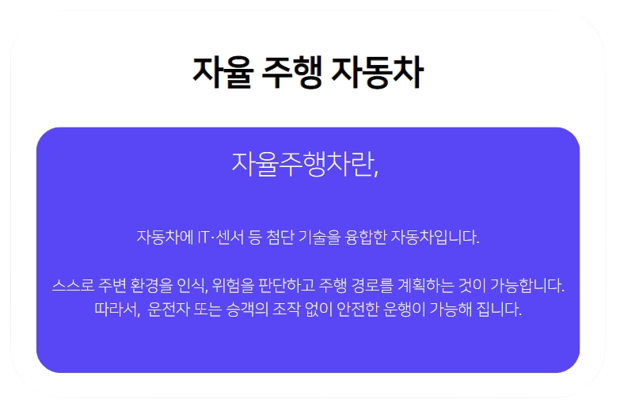 자율 주행 자동차
자율주행차란,
자동차에 IT·센서 등 첨단 기술을 융합한 자동차입니다.
스스로 주변 환경을 인식, 위험을 판단하고 주행 경로를 계획하는 것이 가능합니다.
따라서, 운전자 또는 승객의 조작 없이 안전한 운행이 가능해 집니다.